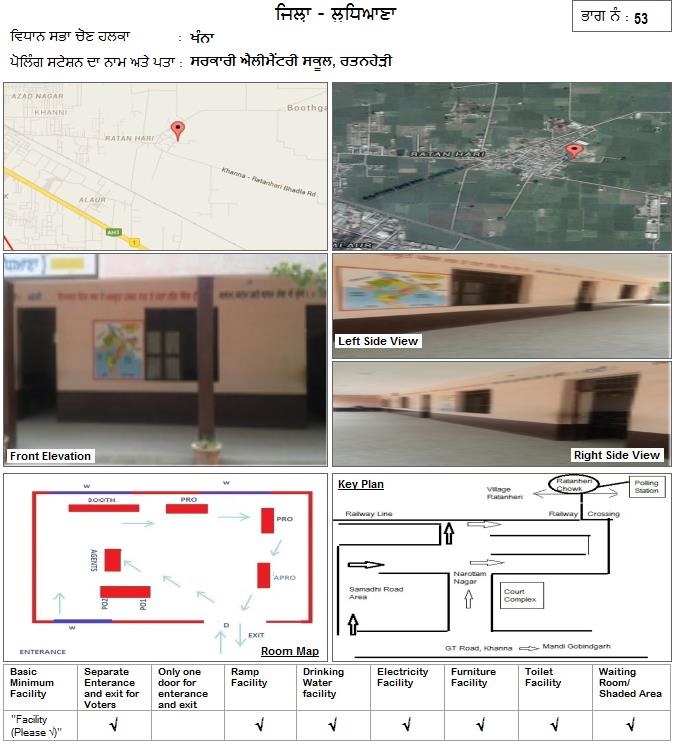 ਜਿਲ੍ਹਾ - ਲੁਧਿਆਣਾ
ਭਾਗ ਨੰ : 53
ਵਿਧਾਨ ਸਭਾ ਚੋਣ ਹਲਕਾ : ਖੰਨਾ
ਪੋਲਿੰਗ ਸਟੇਸ਼ਨ ਦਾ ਨਾਮ ਅਤੇ ਪਤਾ : ਸਰਕਾਰੀ ਐਲੀਮੈਂਟਰੀ ਸਕੂਲ, ਰਤਨਹੇੜੀ
AZAD NAGAR
KHANNI
RATAN HARI
Boothga
Khanna - Ratanheri Bhadla Rd
ALAUR
AH1
1
RATAN HARI
ALAUR
Front Elevation
Left Side View
Right Side View
W
W
BOOTH
PRO
PRO
AGENTS
APRO
PO2
PO1
W
D
EXIT
ENTERANCE
Room Map
Key Plan
Ratanheri
Chowk
Polling
Station
Village
Ratanheri
Railway Line
Railway Crossing
Narottam
Nagar
Samadhi Road
Area
Court
Complex
GT Road, Khanna
Mandi Gobindgarh
Basic Minimum Facility
Separate Enterance and exit for Voters
Only one door for enterance and exit
Ramp Facility
Drinking Water facility
Electricity Facility
Furniture Facility
Toilet Facility
Waiting Room/ Shaded Area
"Facility (Please √)" √ √ √ √ √ √ √